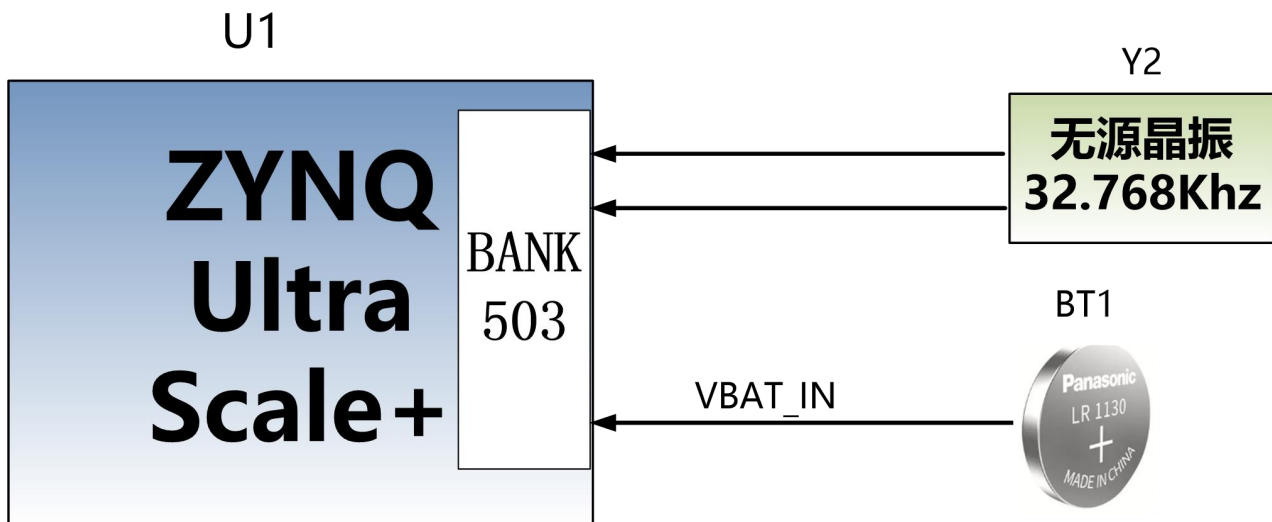 U1
ZYNQ
Ultra
Scale+
BANK
503
Y2
无源晶振
32.768Khz
VBAT_IN
BT1
Panasonic
LR 1130
+
MADE IN CHINA